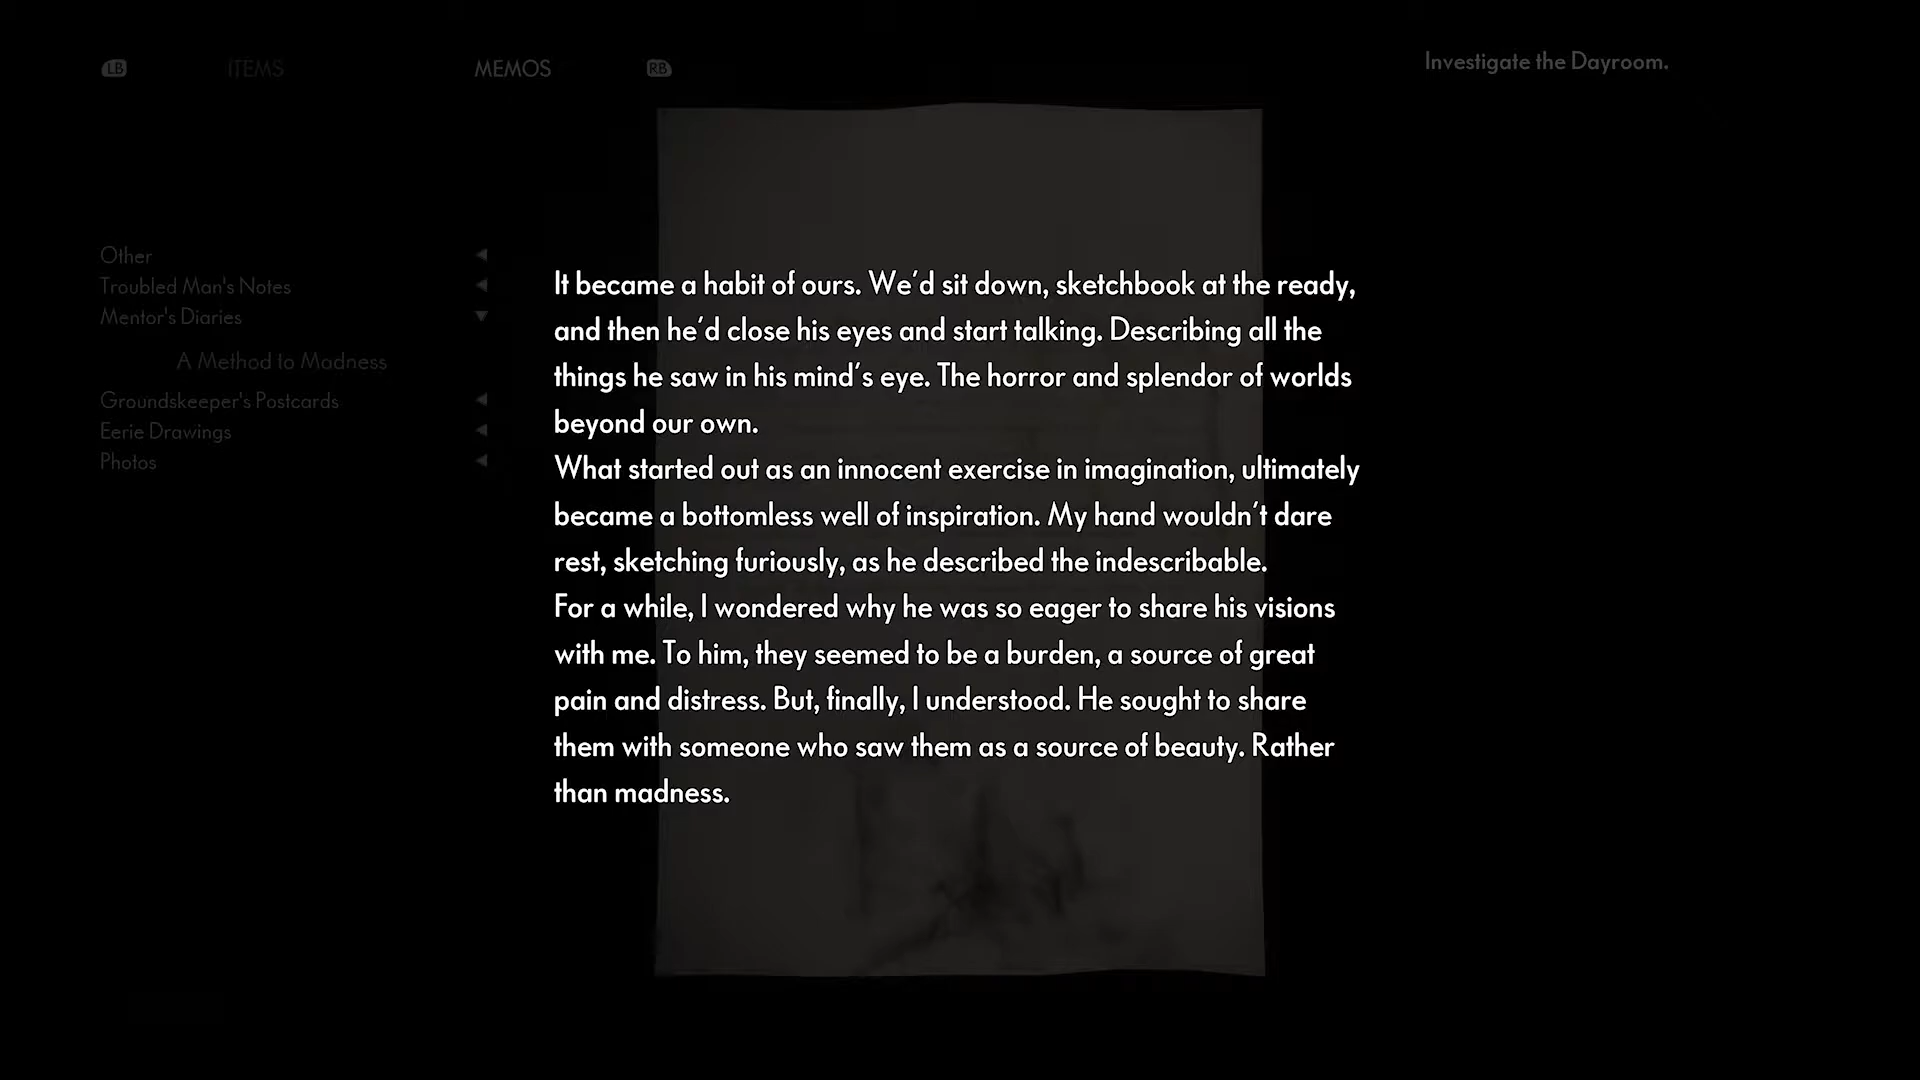 LB ITEMS MEMOS RB
Investigate the Dayroom.
Other
Troubled Man's Notes
Mentor's Diaries
A Method to Madness
Groundskeeper's Postcards
Eerie Drawings
Photos
It became a habit of ours. We'd sit down, sketchbook at the ready,
and then he'd close his eyes and start talking. Describing all the
things he saw in his mind's eye. The horror and splendor of worlds
beyond our own.
What started out as an innocent exercise in imagination, ultimately
became a bottomless well of inspiration. My hand wouldn't dare
rest, sketching furiously, as he described the indescribable.
For a while, I wondered why he was so eager to share his visions
with me. To him, they seemed to be a burden, a source of great
pain and distress. But, finally, I understood. He sought to share
them with someone who saw them as a source of beauty. Rather
than madness.